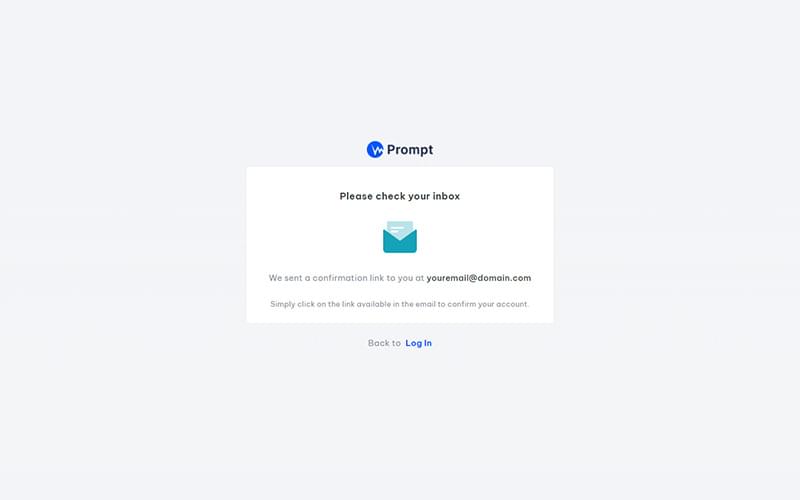 Prompt
Please check your inbox
We sent a confirmation link to you at youremail@domain.com
Simply click on the link available in the email to confirm your account.
Back to Log In